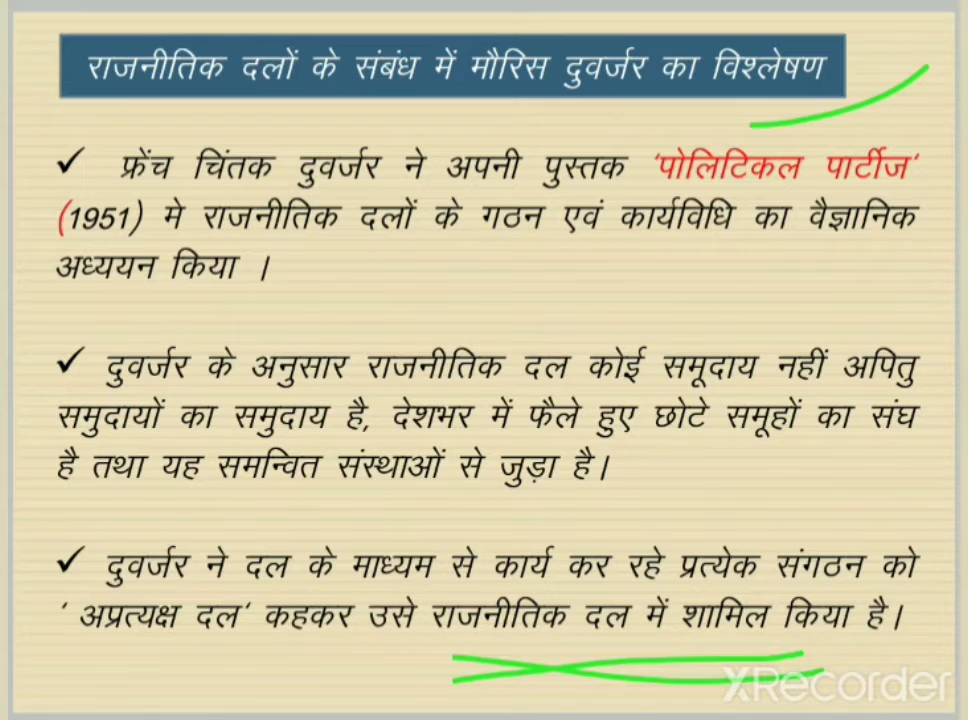 राजनीतिक दलों के संबंध में मौरिस दुवर्जर का विश्लेषण
✓ फ्रेंच चिंतक दुवर्जर ने अपनी पुस्तक 'पोलिटिकल पार्टीज'
(1951) मे राजनीतिक दलों के गठन एवं कार्यविधि का वैज्ञानिक
अध्ययन किया ।
✓ दुवर्जर के अनुसार राजनीतिक दल कोई समूदाय नहीं अपितु
समुदायों का समुदाय है, देशभर में फैले हुए छोटे समूहों का संघ
है तथा यह समन्वित संस्थाओं से जुड़ा है।
✓ दुवर्जर ने दल के माध्यम से कार्य कर रहे प्रत्येक संगठन को
' अप्रत्यक्ष दल' कहकर उसे राजनीतिक दल में शामिल किया है।
XRecorder